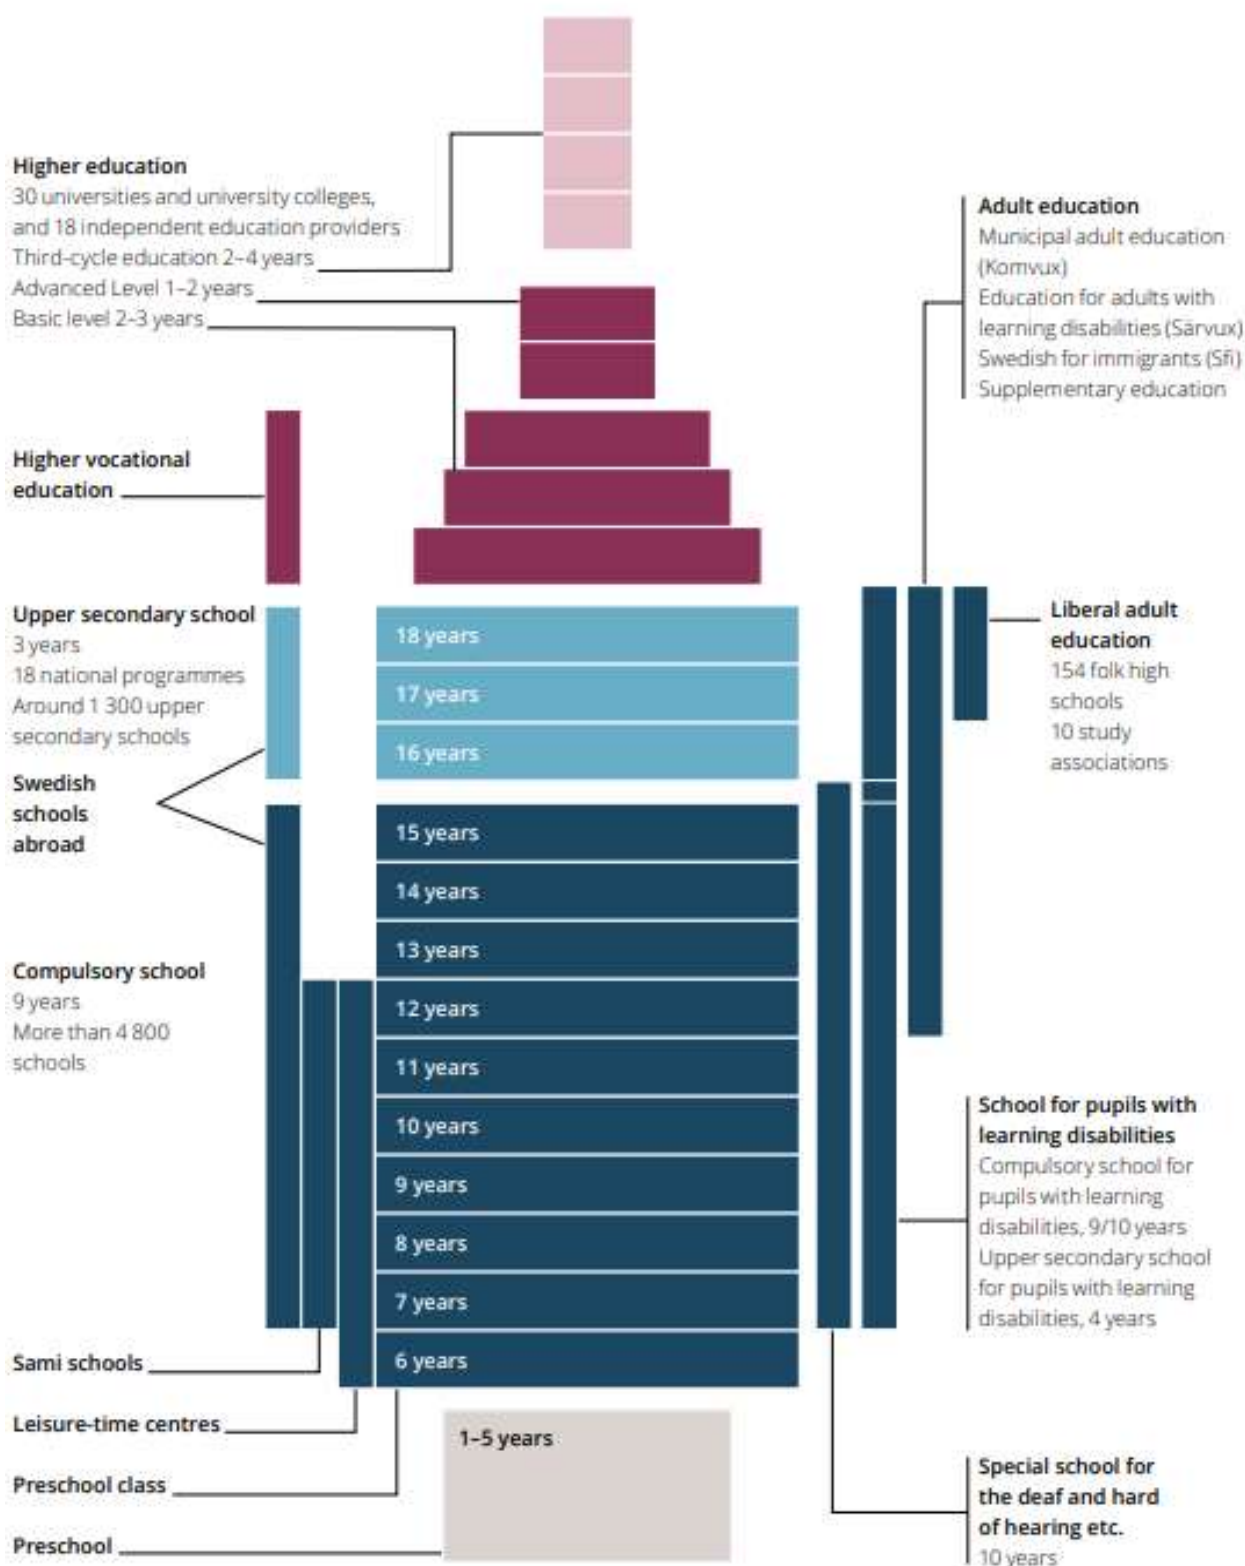 Higher education
30 universities and university colleges,
and 18 independent education providers
Third-cycle education 2–4 years
Advanced Level 1–2 years
Basic level 2–3 years
Adult education
Municipal adult education
(Komvux)
Education for adults with
learning disabilities (Särvux)
Swedish for immigrants (Sfi)
Supplementary education
Higher vocational
education
Upper secondary school
3 years
18 national programmes
Around 1 300 upper
secondary schools
Swedish
schools
abroad
18 years
17 years
16 years
Liberal adult
education
154 folk high
schools
10 study
associations
Compulsory school
9 years
More than 4 800
schools
15 years
14 years
13 years
12 years
11 years
10 years
9 years
8 years
7 years
6 years
School for pupils with
learning disabilities
Compulsory school for
pupils with learning
disabilities, 9/10 years
Upper secondary school
for pupils with learning
disabilities, 4 years
Sami schools
Leisure-time centres
Preschool class
Preschool
1–5 years
Special school for
the deaf and hard
of hearing etc.
10 years